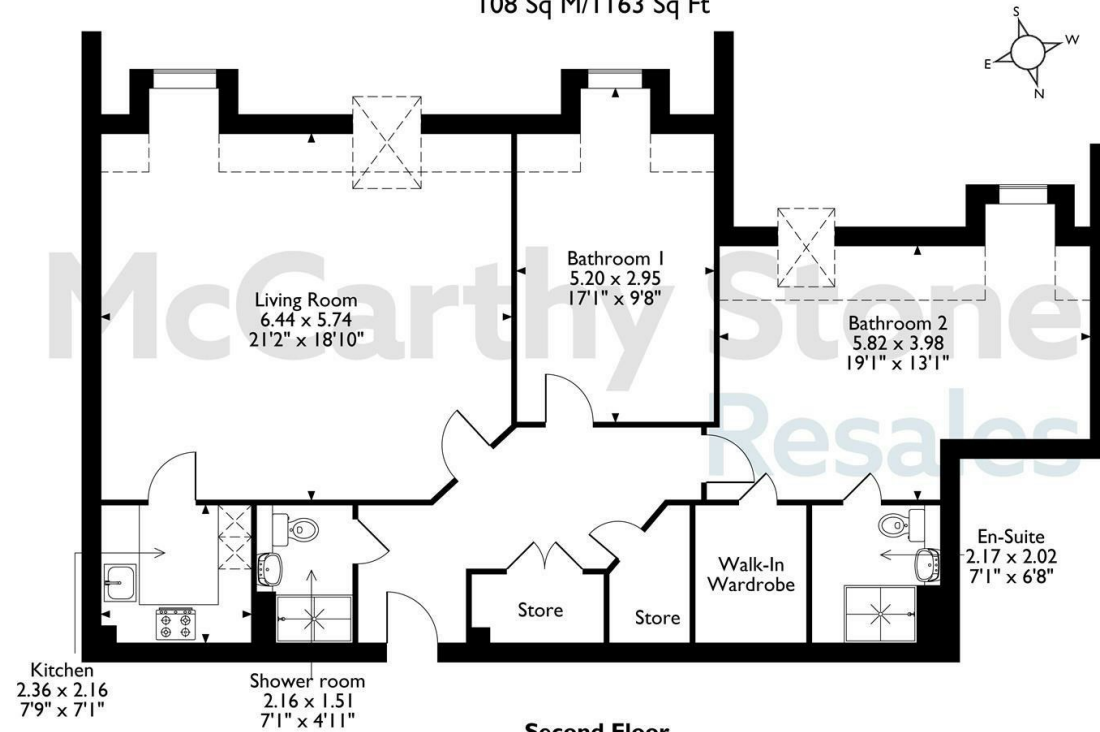 108 Sq M/1163 Sq Ft
S
W
E
N
McCarthy Stone
Resales
Bathroom 1
5.20 x 2.95
17'1" x 9'8"
Living Room
6.44 x 5.74
21'2" x 18'10"
Bathroom 2
5.82 x 3.98
19'1" x 13'1"
En-Suite
2.17 x 2.02
7'1" x 6'8"
Walk-In
Wardrobe
Store
Store
Kitchen
2.36 x 2.16
7'9" x 7'1"
Shower room
2.16 x 1.51
7'1" x 4'11"
Second Floor